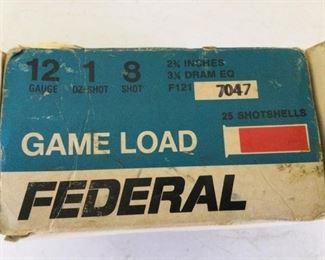 12 1 8 2¾ INCHES
GAUGE OZ·SHOT SHOT 3¼ DRAM EQ
F121 7047
25 SHOTSHELLS
GAME LOAD
FEDERAL